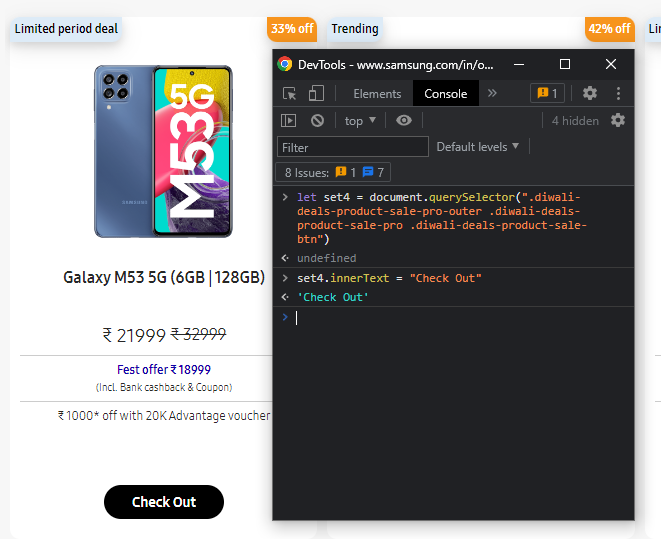 Limited period deal
33% off
Trending
42% off
DevTools - www.samsung.com/in/o...
Elements
Console
»
1
top
4 hidden
Filter
Default levels
8 Issues: 1 7
let set4 = document.querySelector(".diwali-
deals-product-sale-pro-outer .diwali-deals-
product-sale-pro .diwali-deals-product-sale-
btn")
undefined
set4.innerText = "Check Out"
'Check Out'
5G
M53
SAMSUNG
Galaxy M53 5G (6GB | 128GB)
₹ 21999 ₹ 32999
Fest offer ₹ 18999
(Incl. Bank cashback & Coupon)
₹ 1000* off with 20K Advantage voucher
Check Out